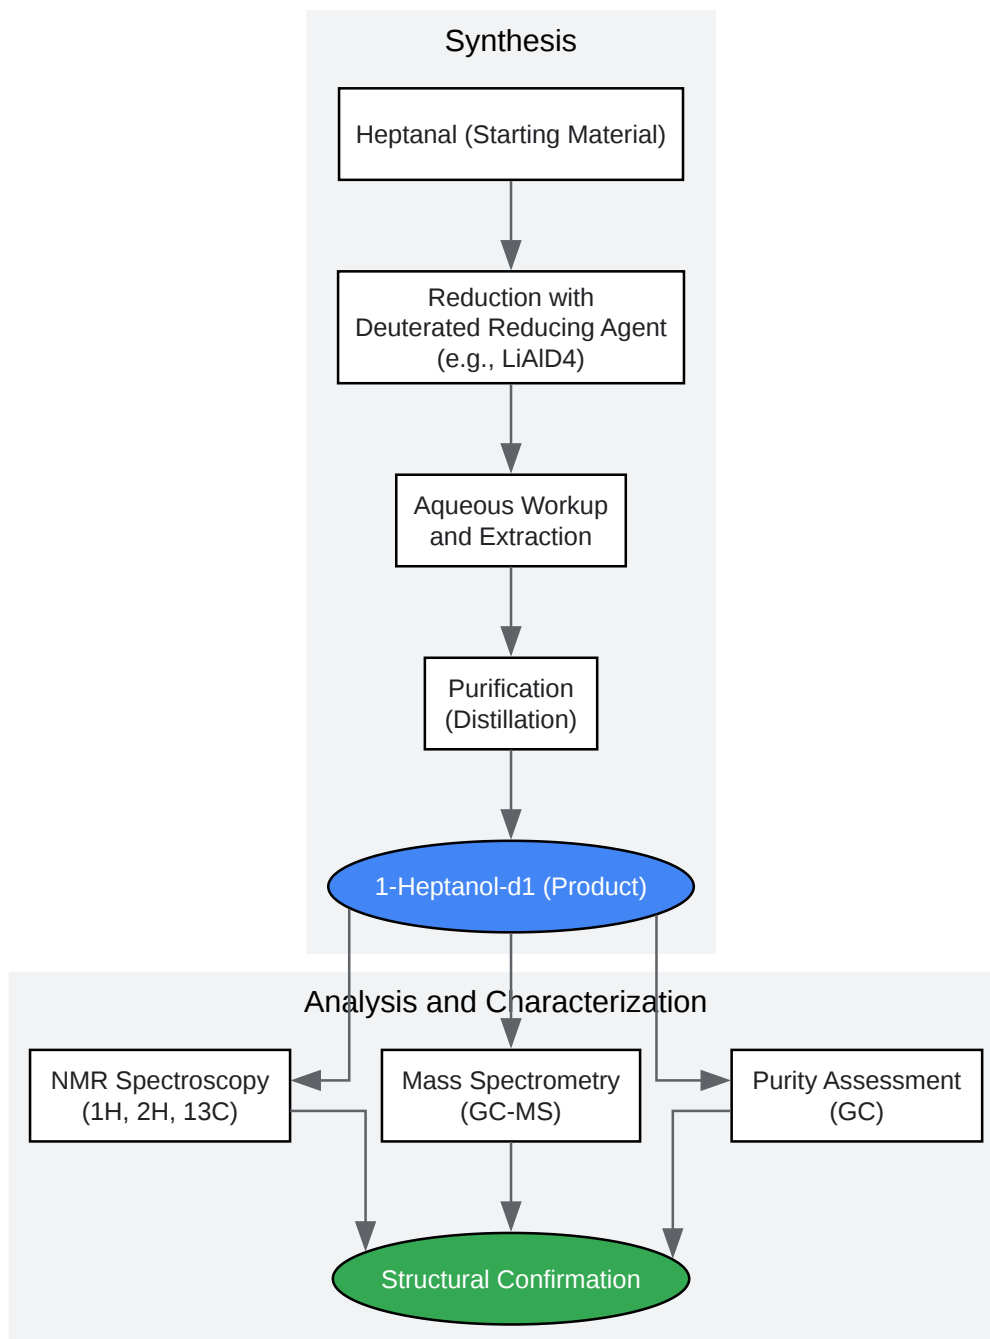 Synthesis
Heptanal (Starting Material)
Reduction with
Deuterated Reducing Agent
(e.g., LiAlD4)
Aqueous Workup
and Extraction
Purification
(Distillation)
1-Heptanol-d1 (Product)
Analysis and Characterization
NMR Spectroscopy
(1H, 2H, 13C)
Mass Spectrometry
(GC-MS)
Purity Assessment
(GC)
Structural Confirmation